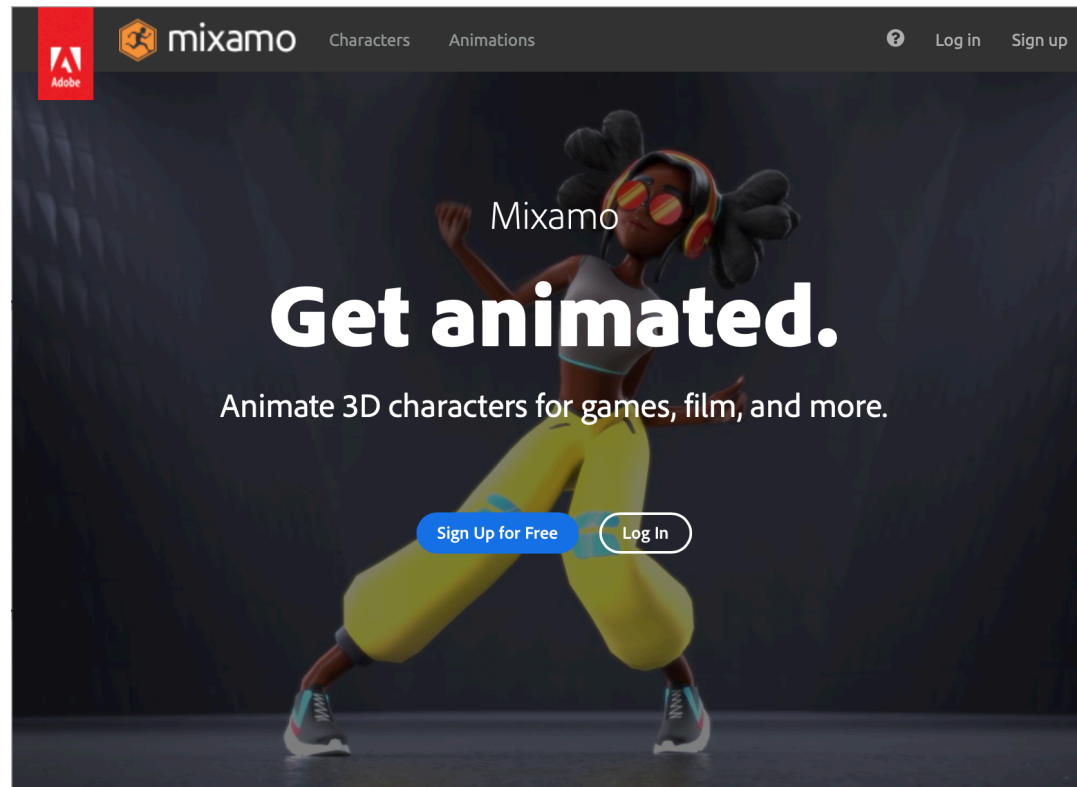 Adobe
mixamo
Characters
Animations
?
Log in
Sign up
Mixamo
Get animated.
Animate 3D characters for games, film, and more.
Sign Up for Free
Log In